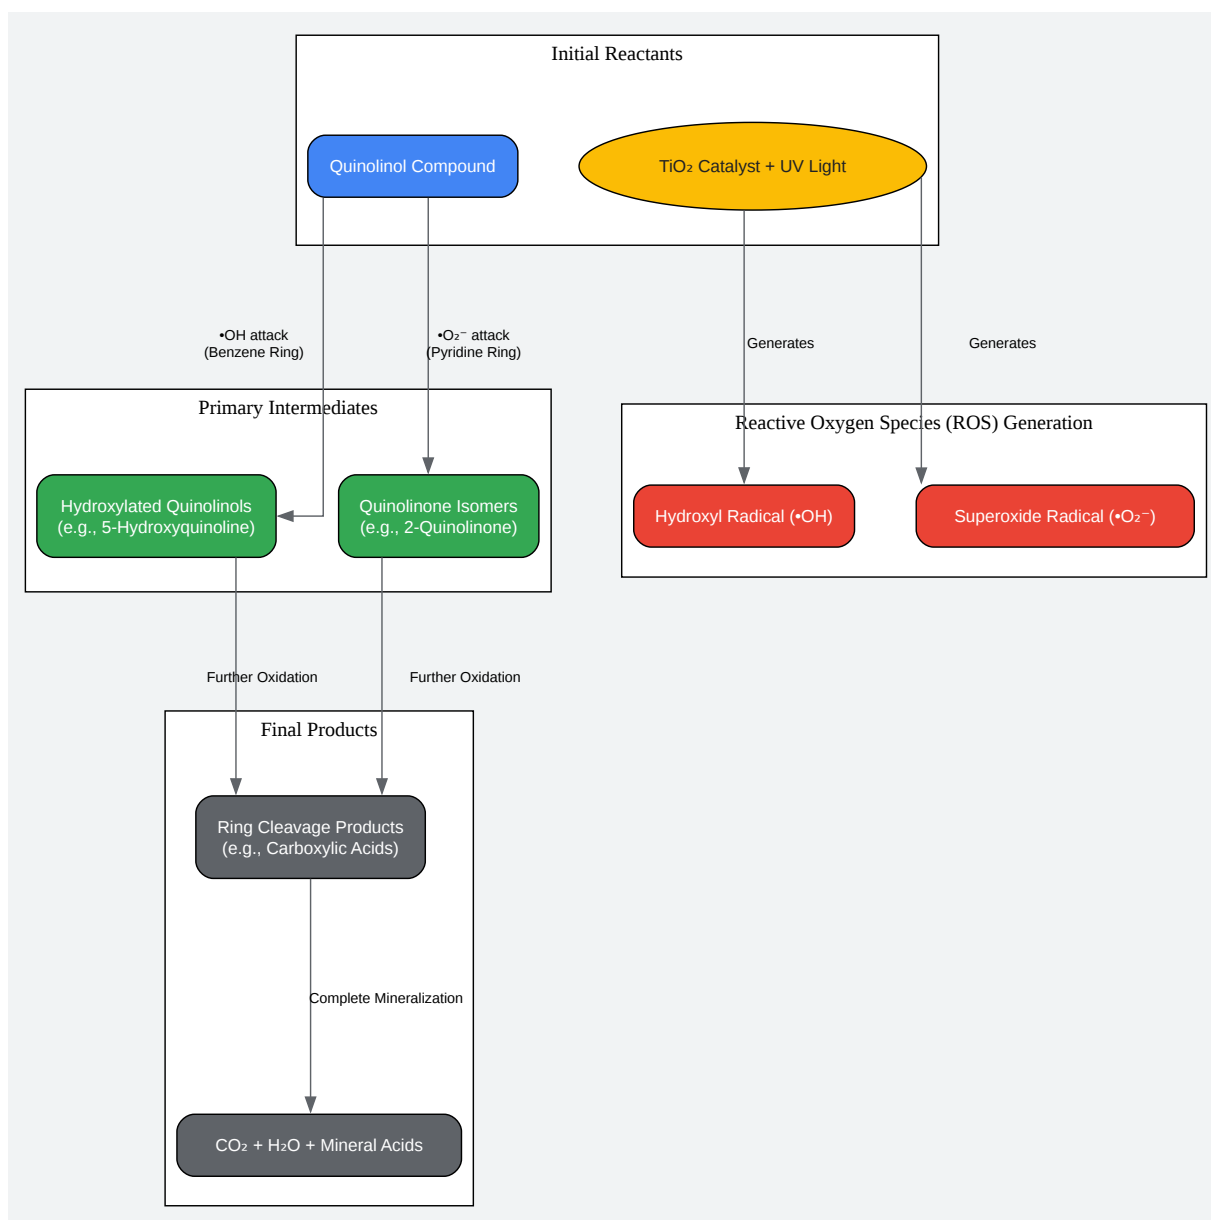 Initial Reactants
Quinolinol Compound
TiO₂ Catalyst + UV Light
•OH attack
(Benzene Ring)
•O₂⁻ attack
(Pyridine Ring)
Generates
Generates
Primary Intermediates
Reactive Oxygen Species (ROS) Generation
Hydroxylated Quinolinols
(e.g., 5-Hydroxyquinoline)
Quinolinone Isomers
(e.g., 2-Quinolinone)
Hydroxyl Radical (•OH)
Superoxide Radical (•O₂⁻)
Further Oxidation
Further Oxidation
Final Products
Ring Cleavage Products
(e.g., Carboxylic Acids)
Complete Mineralization
CO₂ + H₂O + Mineral Acids